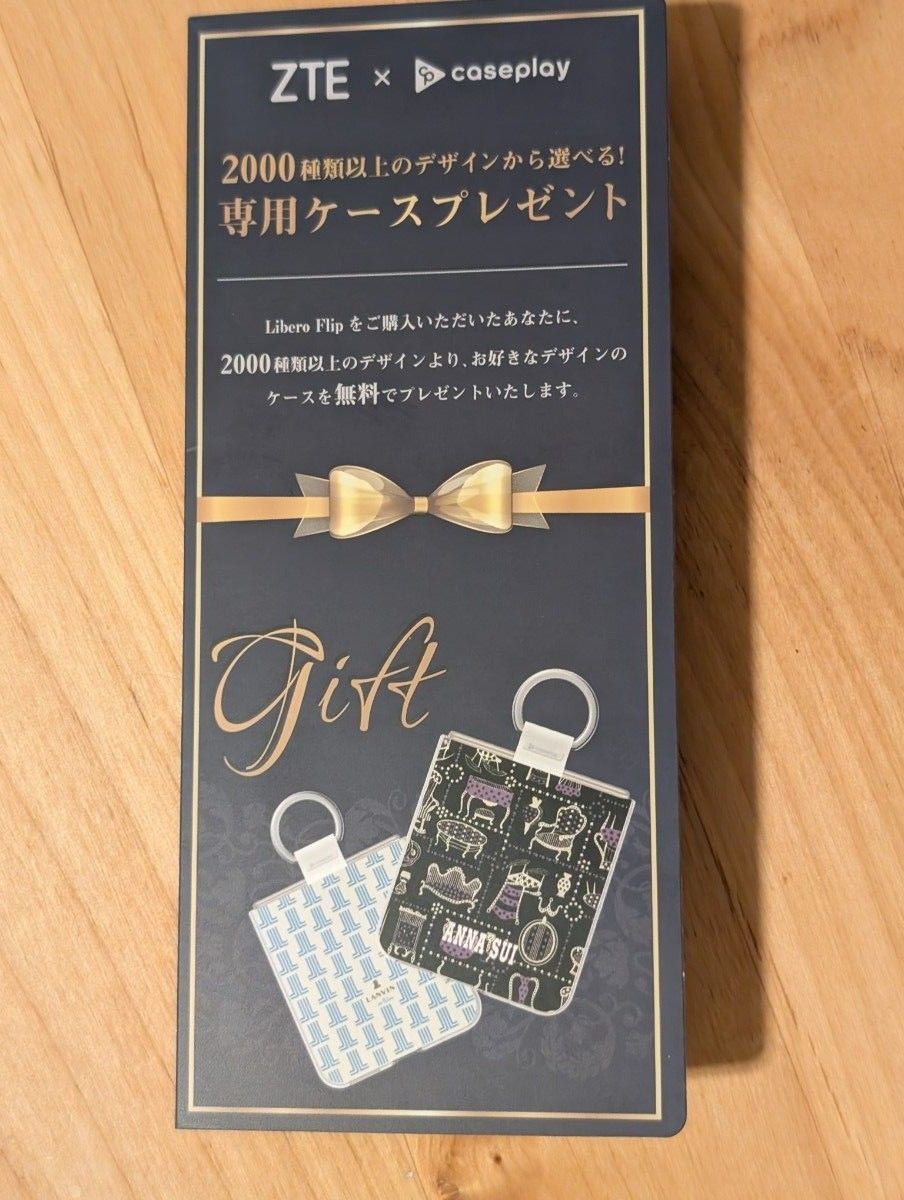 ZTE × cp caseplay
2000種類以上のデザインから選べる!
専用ケースプレゼント
Libero Flip をご購入いただいたあなたに、
2000種類以上のデザインより、お好きなデザインの
ケースを無料でプレゼントいたします。
Gift
ANNA SUI
LANVIN